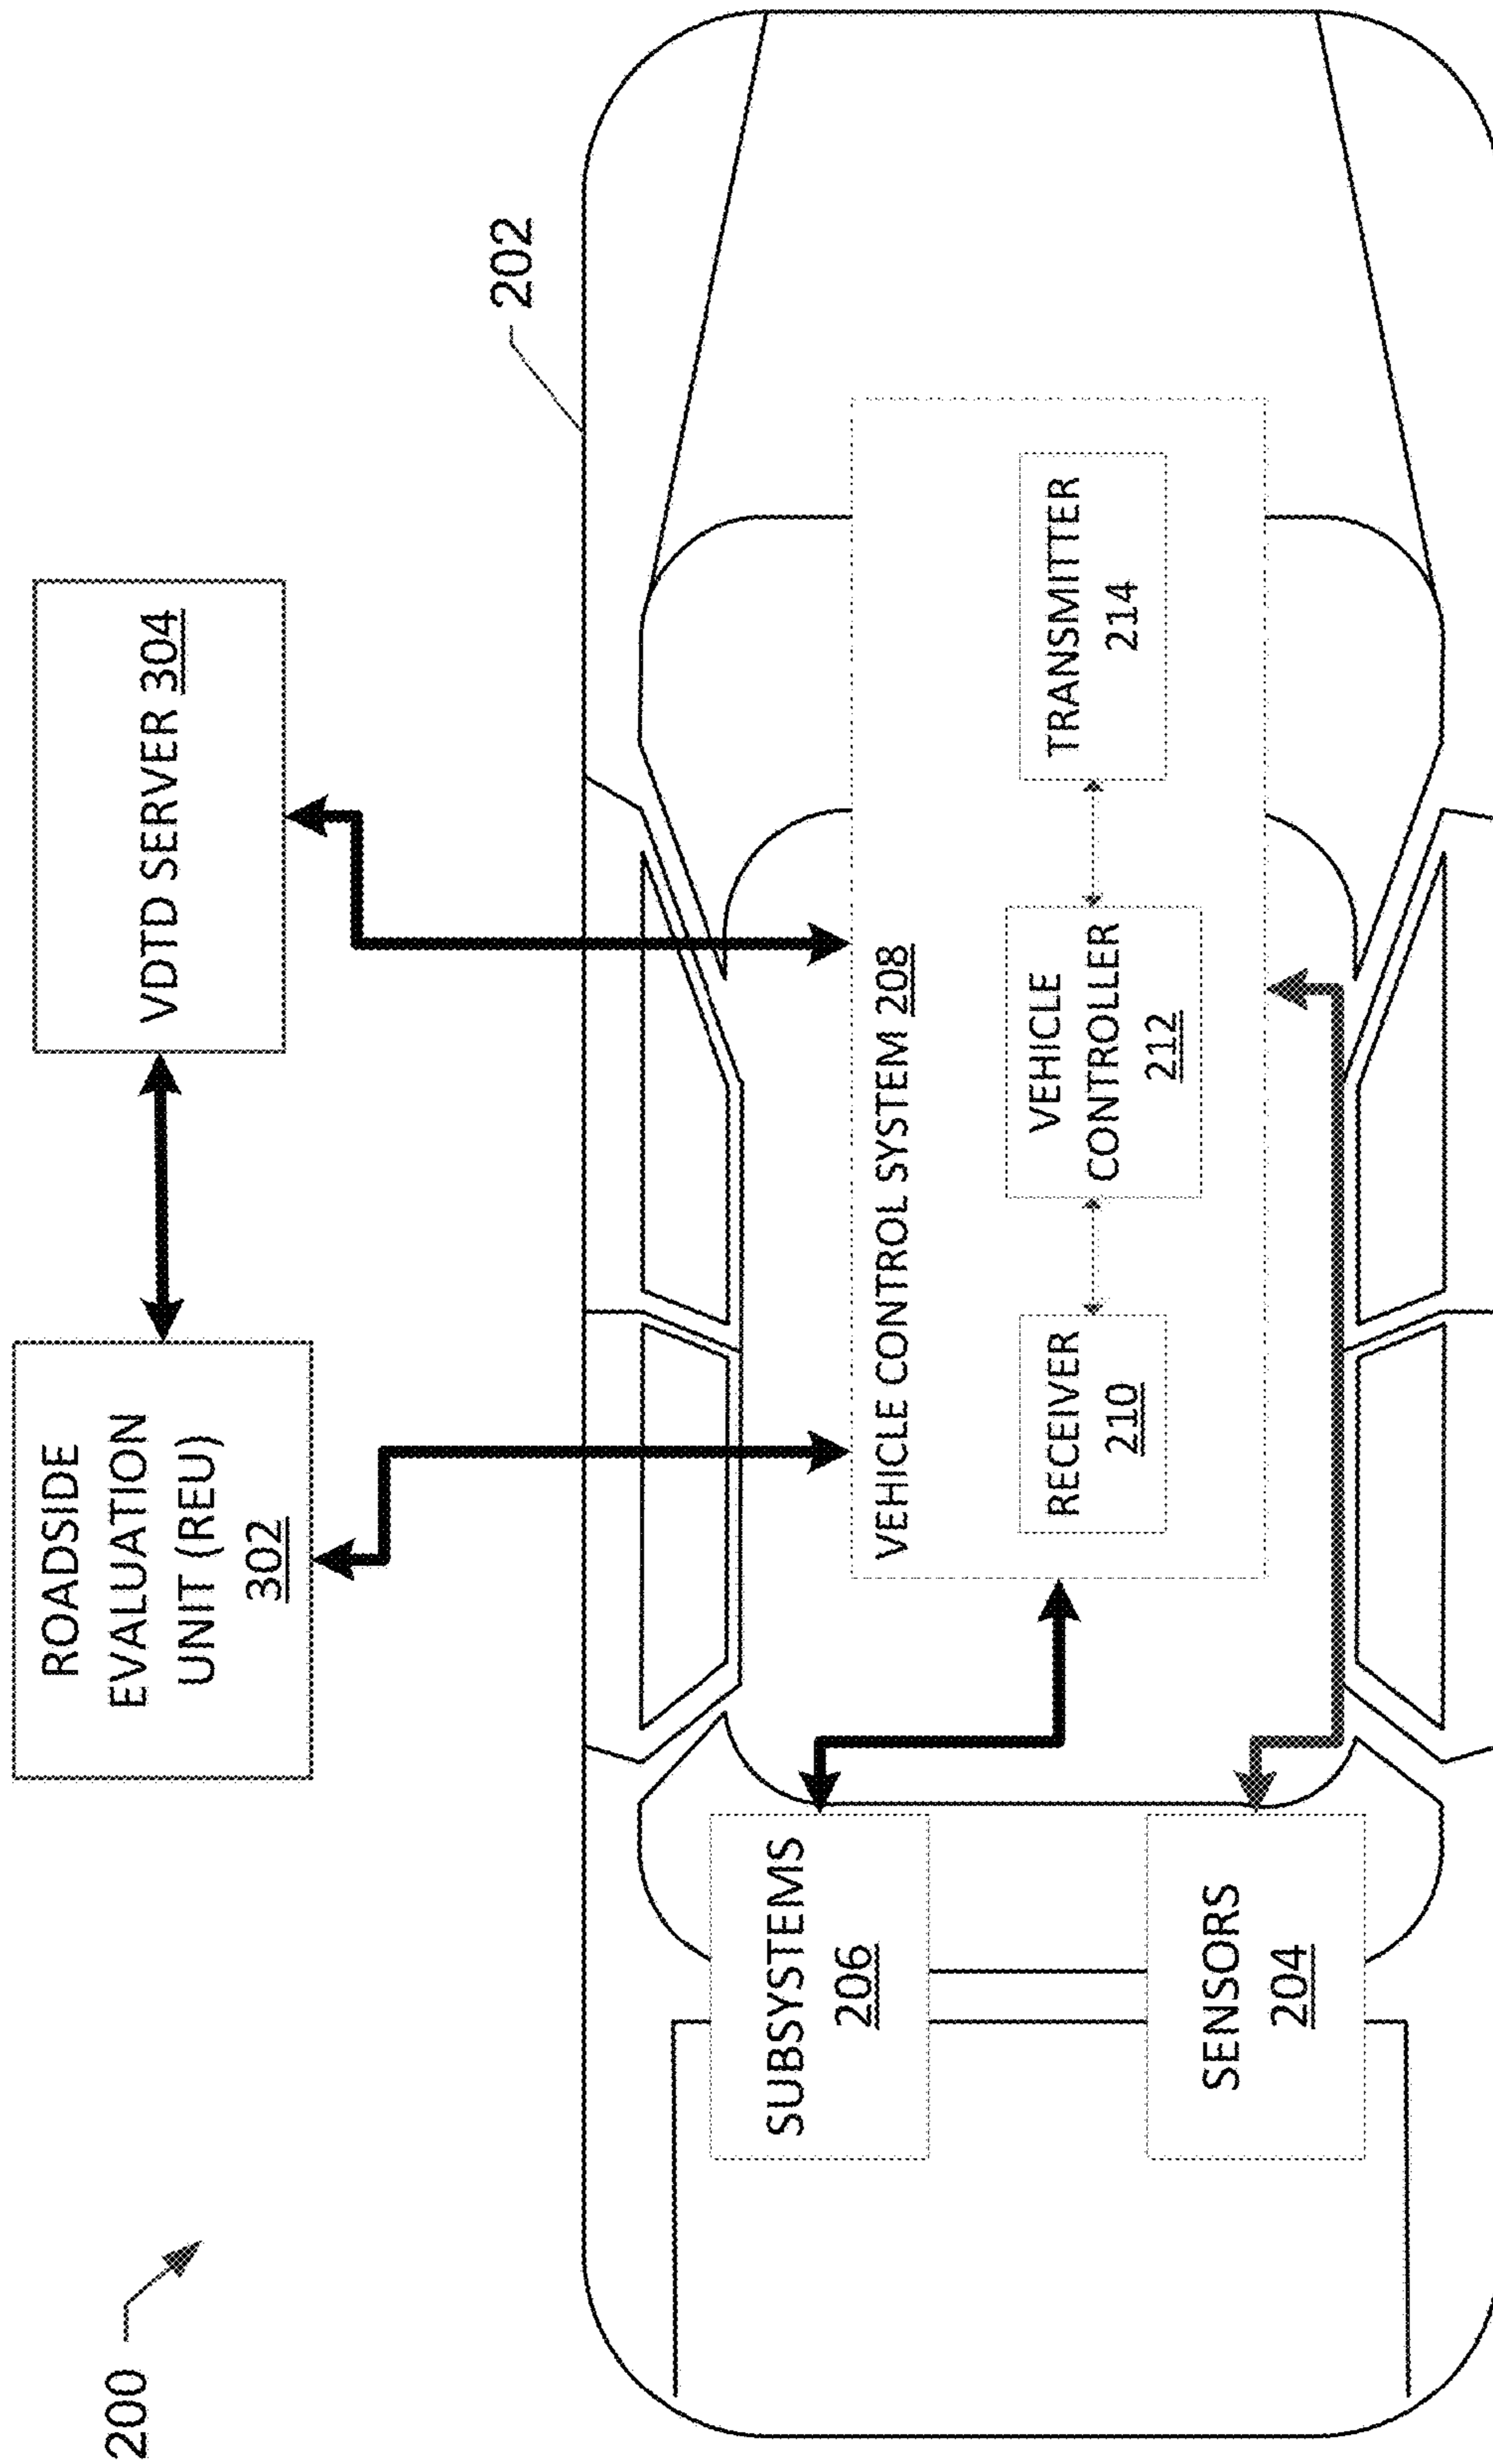 200
ROADSIDE
EVALUATION
UNIT (REU)
302
VDTD SERVER 304
202
SUBSYSTEMS
206
SENSORS
204
VEHICLE CONTROL SYSTEM 208
RECEIVER
210
VEHICLE
CONTROLLER
212
TRANSMITTER
214